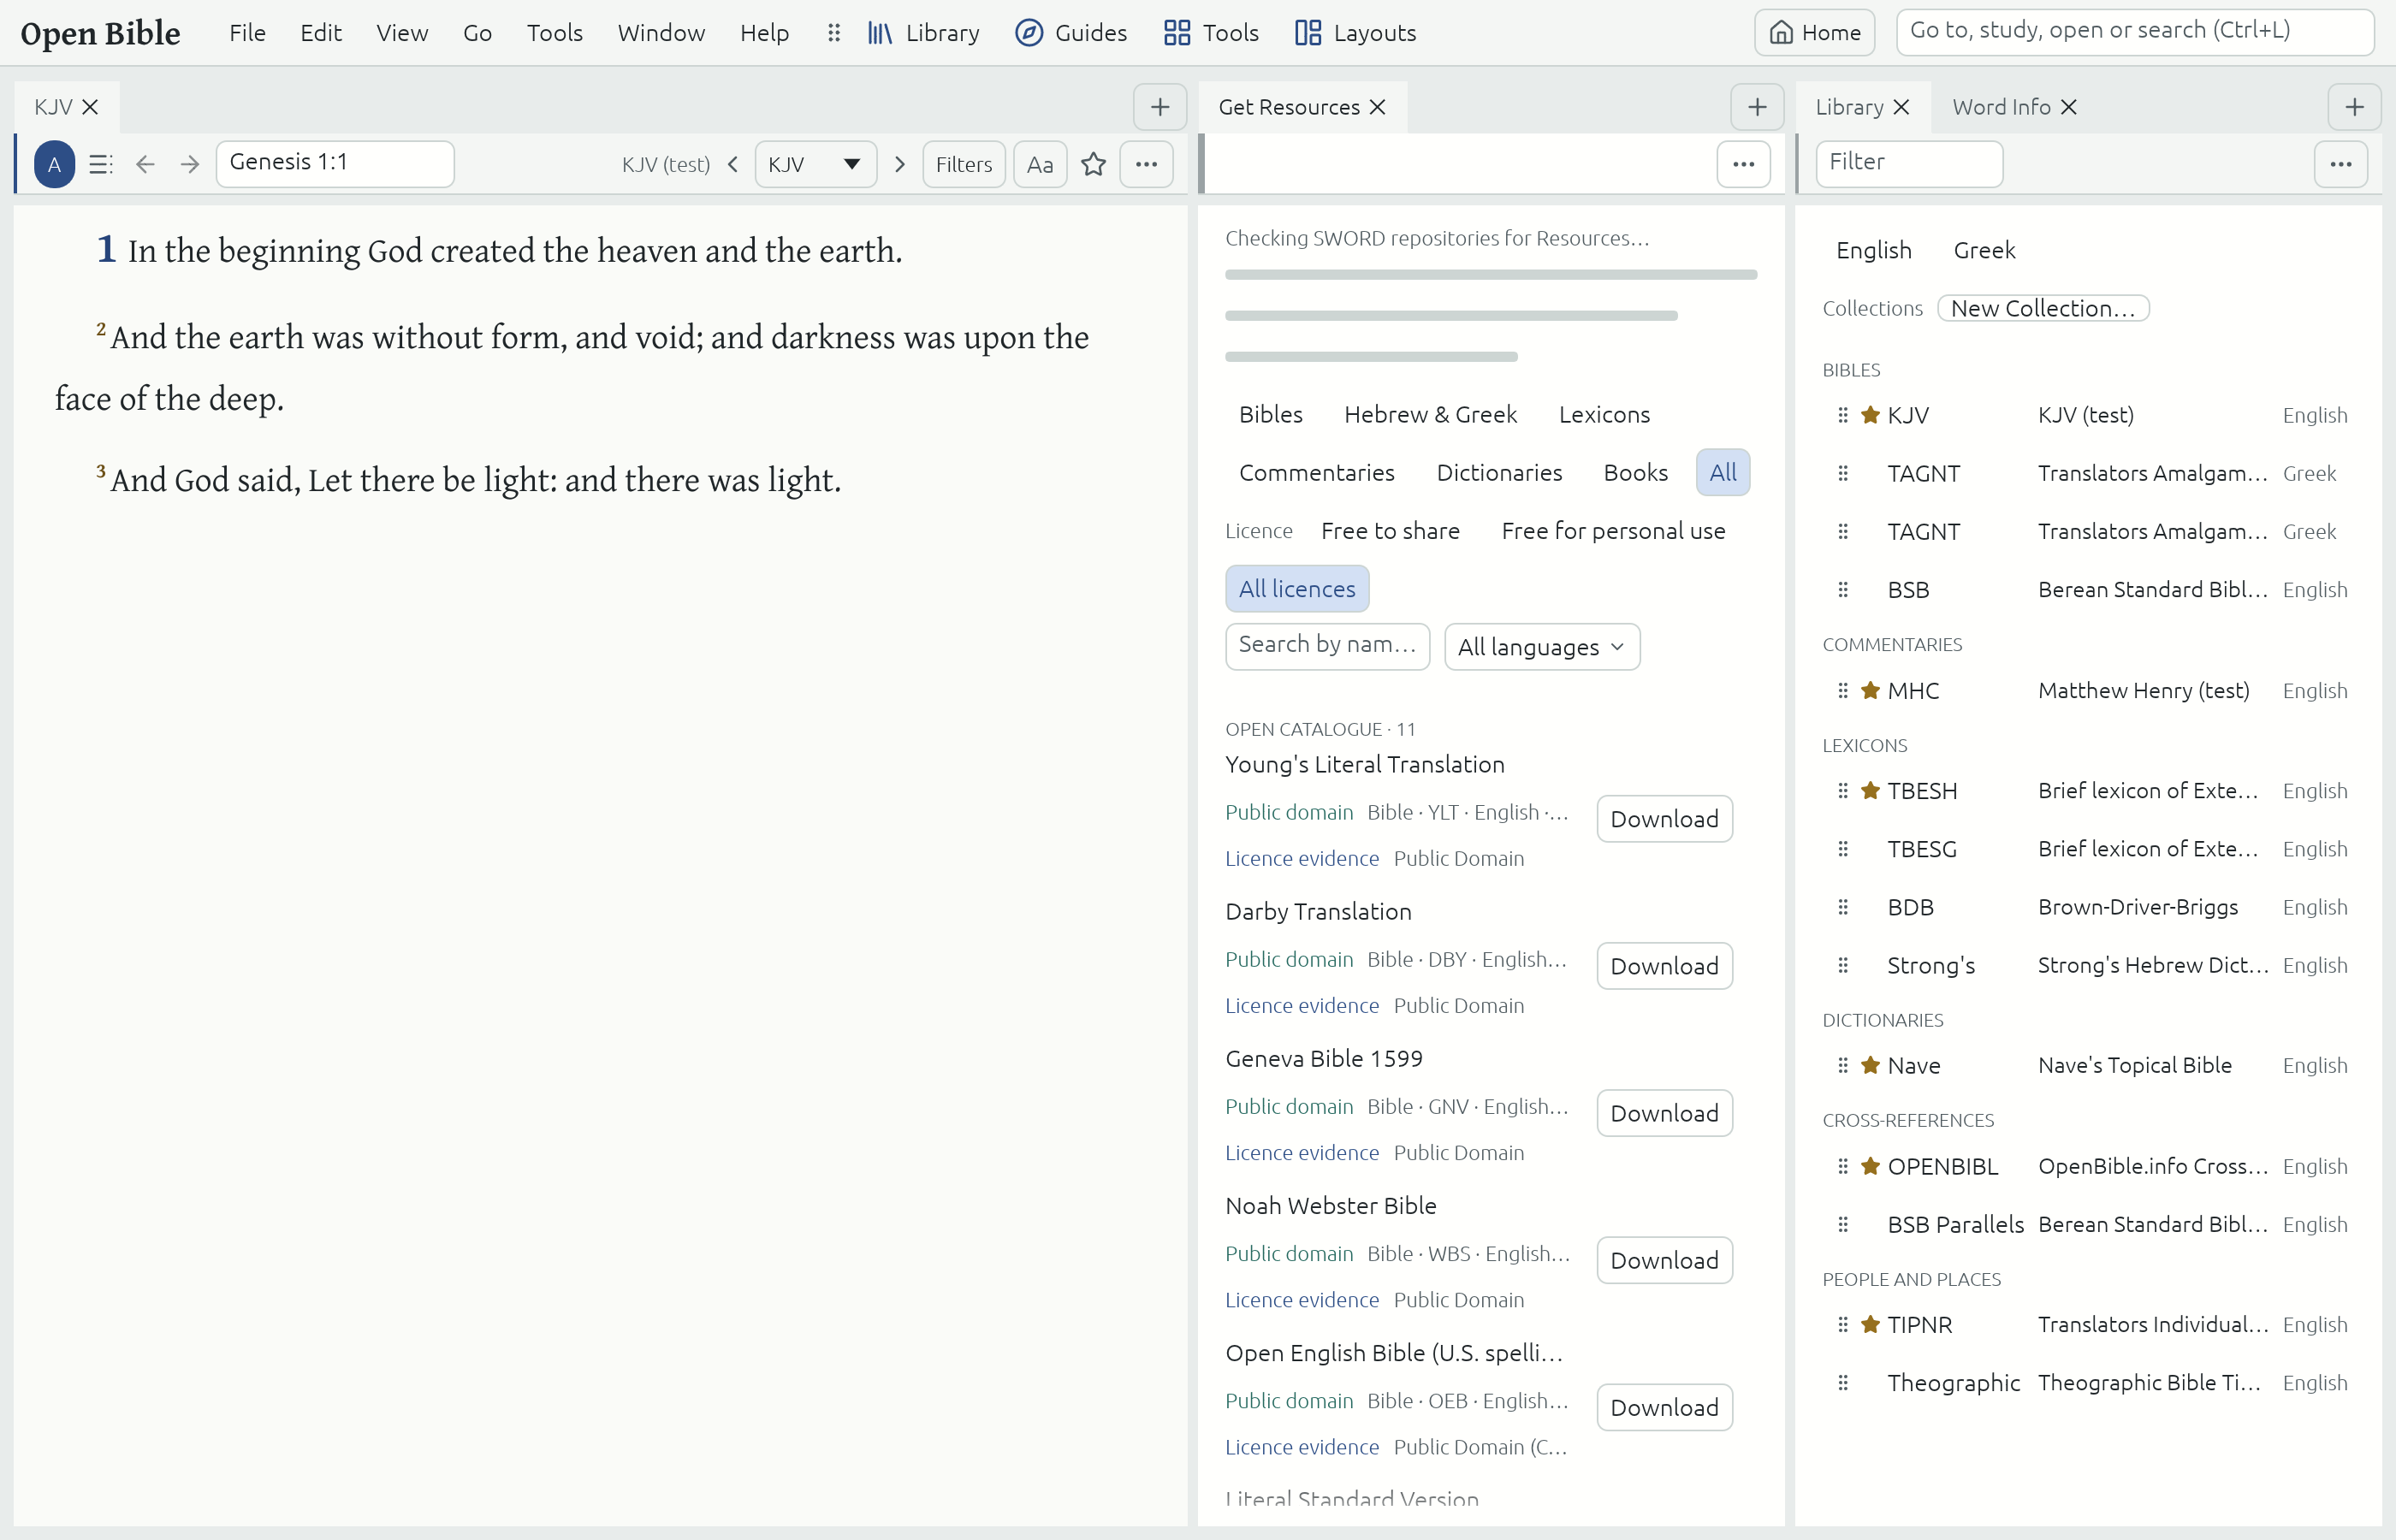 Open Bible File Edit View Go Tools Window Help Library Guides Tools Layouts Home Go to, study, open or search (Ctrl+L)
KJV
A Genesis 1:1 KJV (test) KJV Filters Aa
1 In the beginning God created the heaven and the earth.
2 And the earth was without form, and void; and darkness was upon the
face of the deep.
3 And God said, Let there be light: and there was light.
Get Resources
Checking SWORD repositories for Resources…
Bibles Hebrew & Greek Lexicons
Commentaries Dictionaries Books All
Licence Free to share Free for personal use
All licences
Search by nam… All languages
OPEN CATALOGUE · 11
Young's Literal Translation
Public domain Bible · YLT · English ·… Download
Licence evidence Public Domain
Darby Translation
Public domain Bible · DBY · English… Download
Licence evidence Public Domain
Geneva Bible 1599
Public domain Bible · GNV · English… Download
Licence evidence Public Domain
Noah Webster Bible
Public domain Bible · WBS · English… Download
Licence evidence Public Domain
Open English Bible (U.S. spelli…
Public domain Bible · OEB · English… Download
Licence evidence Public Domain (C…
Literal Standard Version
Library Word Info
Filter
English Greek
Collections New Collection…
BIBLES
KJV KJV (test) English
TAGNT Translators Amalgam… Greek
TAGNT Translators Amalgam… Greek
BSB Berean Standard Bibl… English
COMMENTARIES
MHC Matthew Henry (test) English
LEXICONS
TBESH Brief lexicon of Exte… English
TBESG Brief lexicon of Exte… English
BDB Brown-Driver-Briggs English
Strong's Strong's Hebrew Dict… English
DICTIONARIES
Nave Nave's Topical Bible English
CROSS-REFERENCES
OPENBIBL OpenBible.info Cross… English
BSB Parallels Berean Standard Bibl… English
PEOPLE AND PLACES
TIPNR Translators Individual… English
Theographic Theographic Bible Ti… English